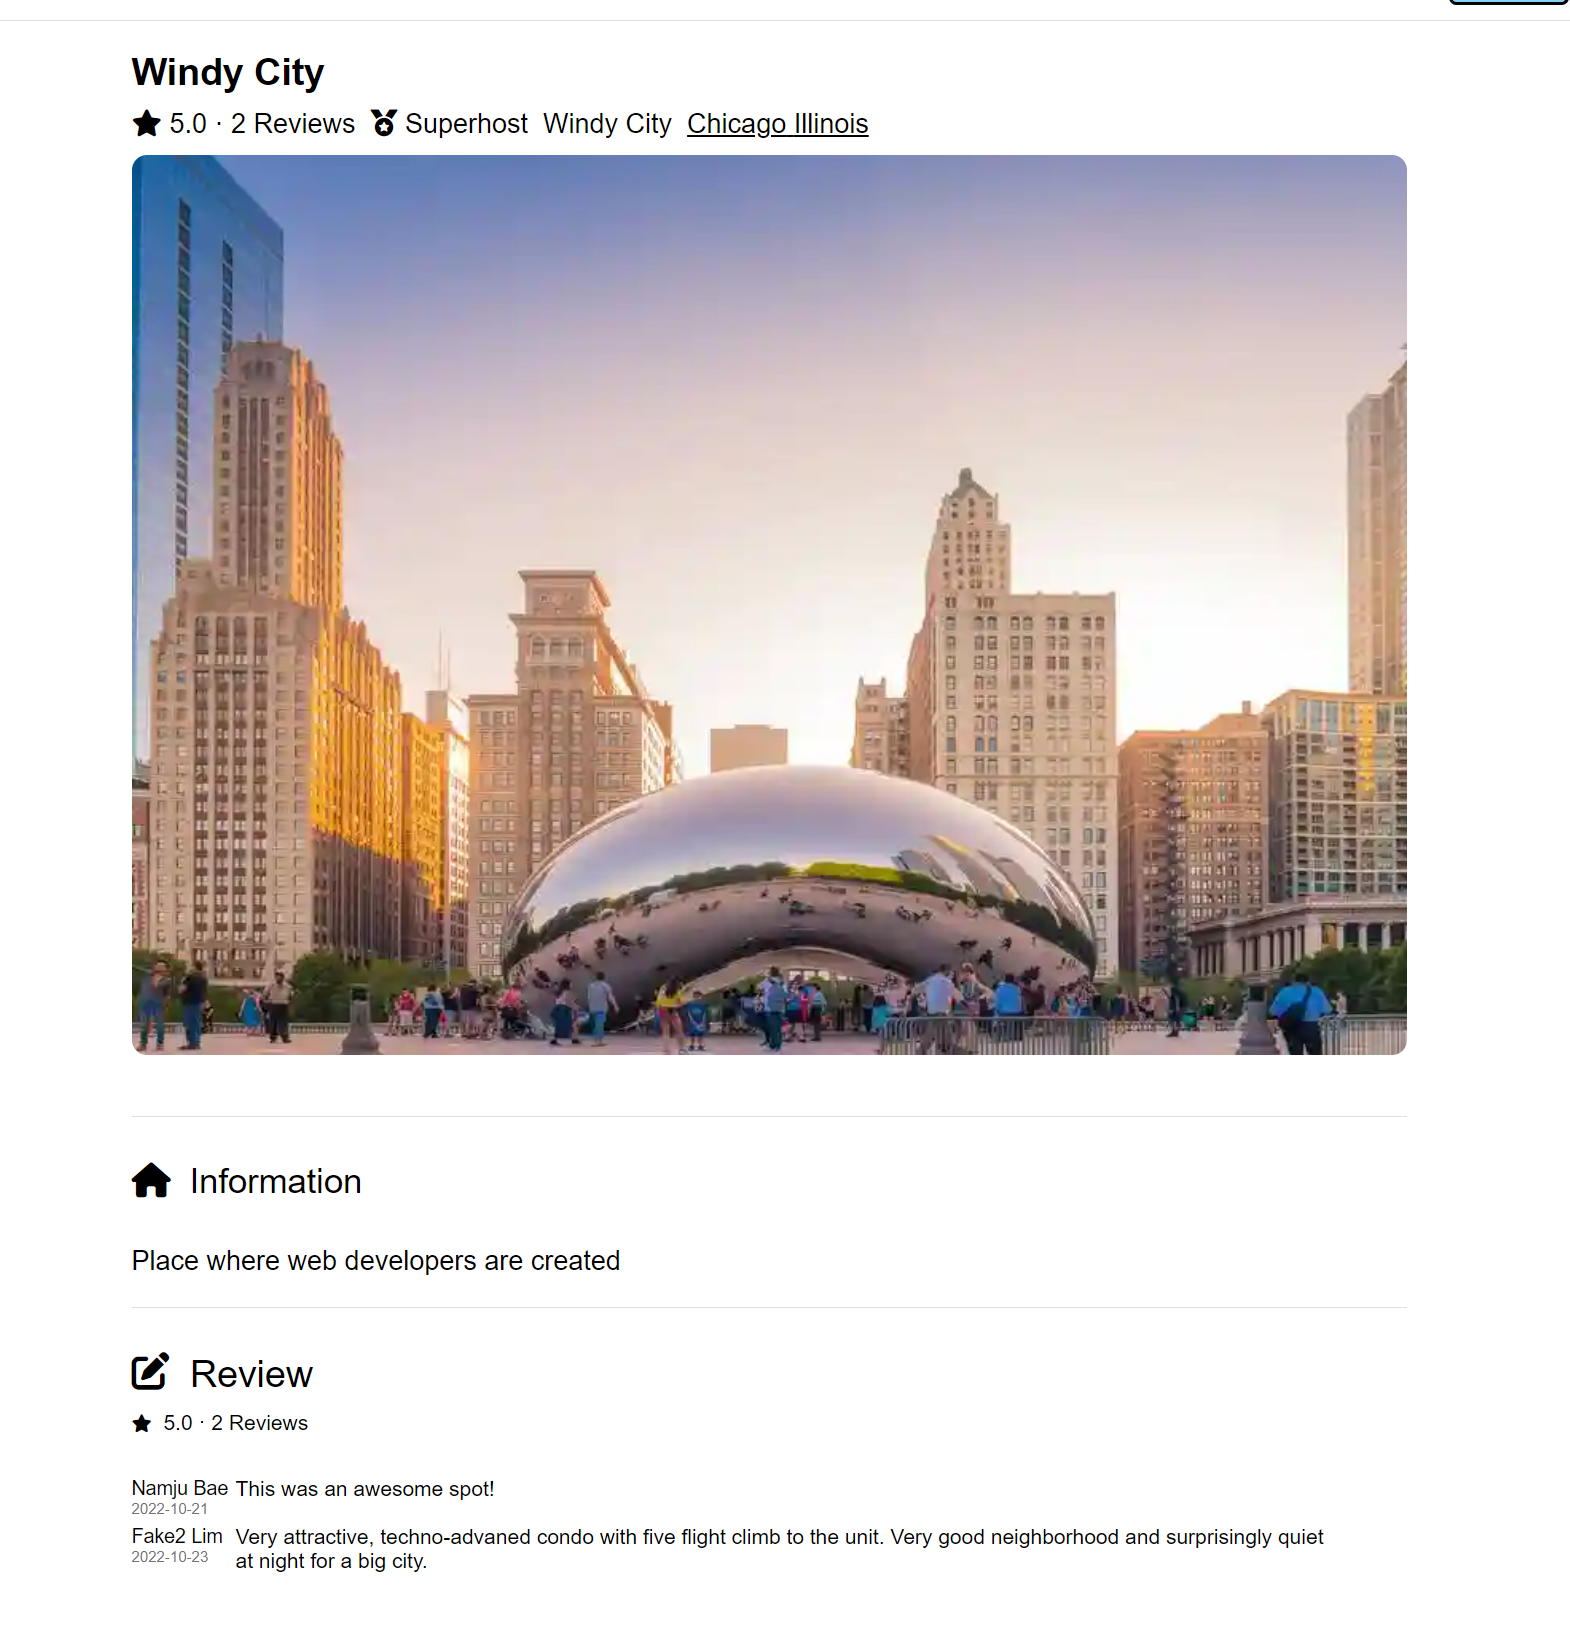 Windy City
5.0 · 2 Reviews Superhost Windy City Chicago Illinois
Information
Place where web developers are created
Review
5.0 · 2 Reviews
Namju Bae This was an awesome spot!
2022-10-21
Fake2 Lim Very attractive, techno-advaned condo with five flight climb to the unit. Very good neighborhood and surprisingly quiet
2022-10-23 at night for a big city.